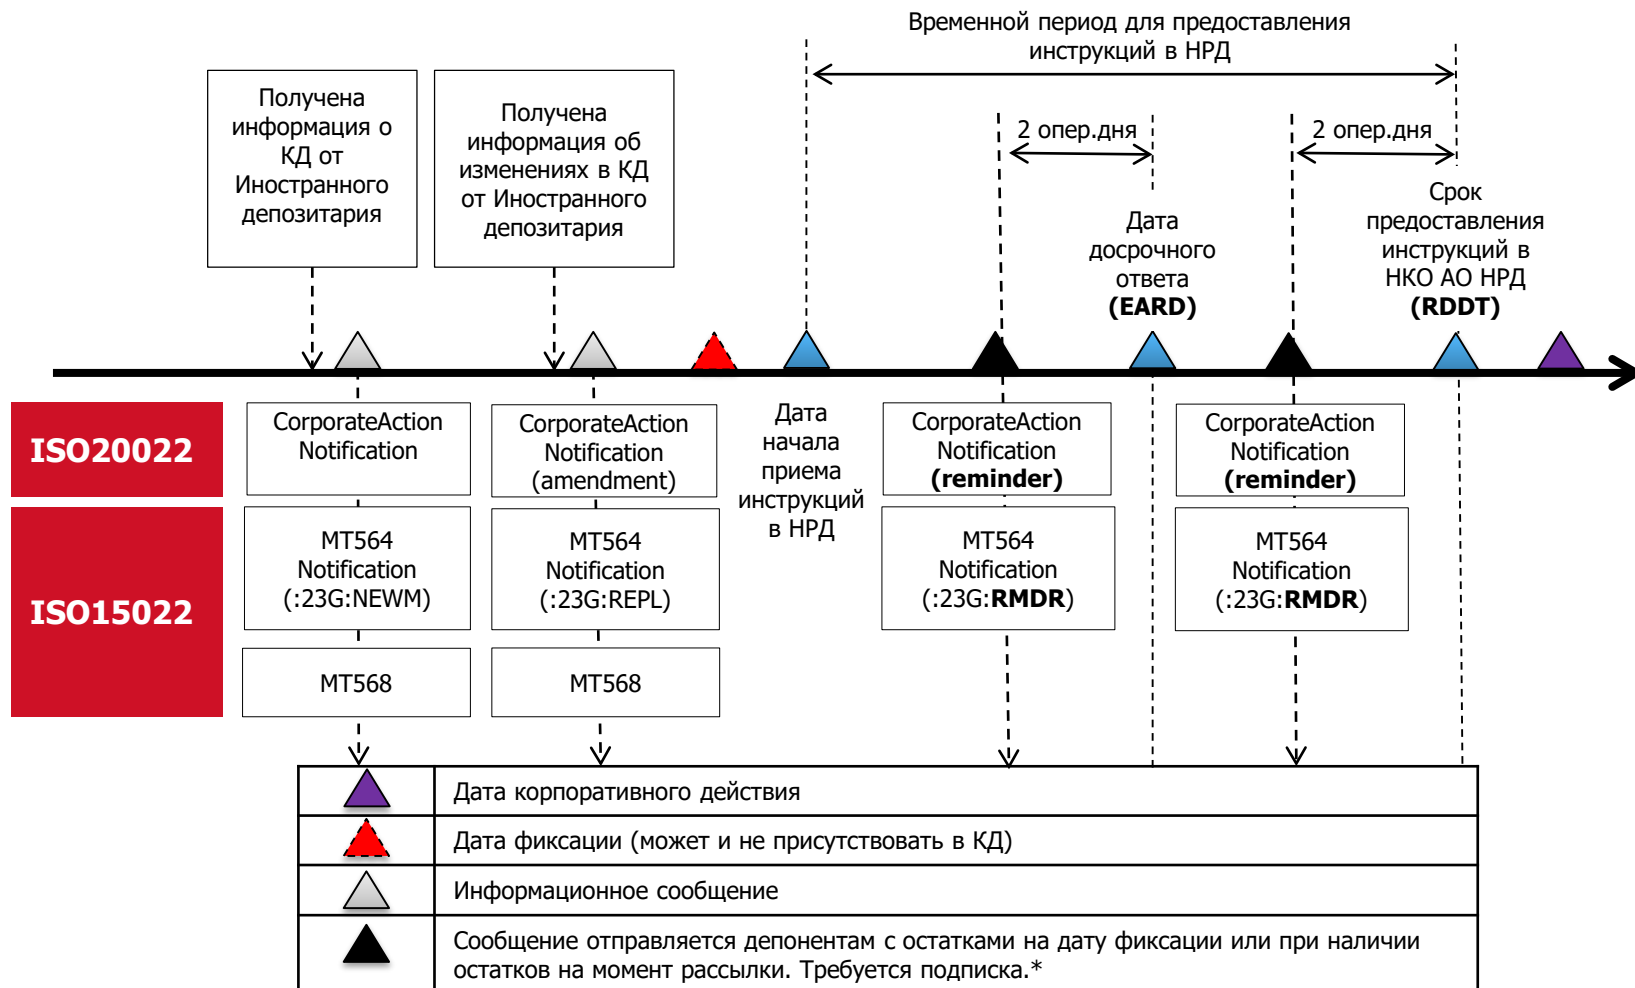 Временной период для предоставления
инструкций в НРД
Получена
информация о
КД от
Иностранного
депозитария
Получена
информация об
изменениях в КД
от Иностранного
депозитария
2 опер.дня
2 опер.дня
Дата
досрочного
ответа
(EARD)
Срок
предоставления
инструкций в
НКО АО НРД
(RDDT)
ISO20022
CorporateAction
Notification
CorporateAction
Notification
(amendment)
Дата
начала
приема
инструкций
в НРД
CorporateAction
Notification
(reminder)
CorporateAction
Notification
(reminder)
ISO15022
MT564
Notification
(:23G:NEWM)
MT564
Notification
(:23G:REPL)
MT564
Notification
(:23G:RMDR)
MT564
Notification
(:23G:RMDR)
MT568
MT568
Дата корпоративного действия
Дата фиксации (может и не присутствовать в КД)
Информационное сообщение
Сообщение отправляется депонентам с остатками на дату фиксации или при наличии
остатков на момент рассылки. Требуется подписка.*